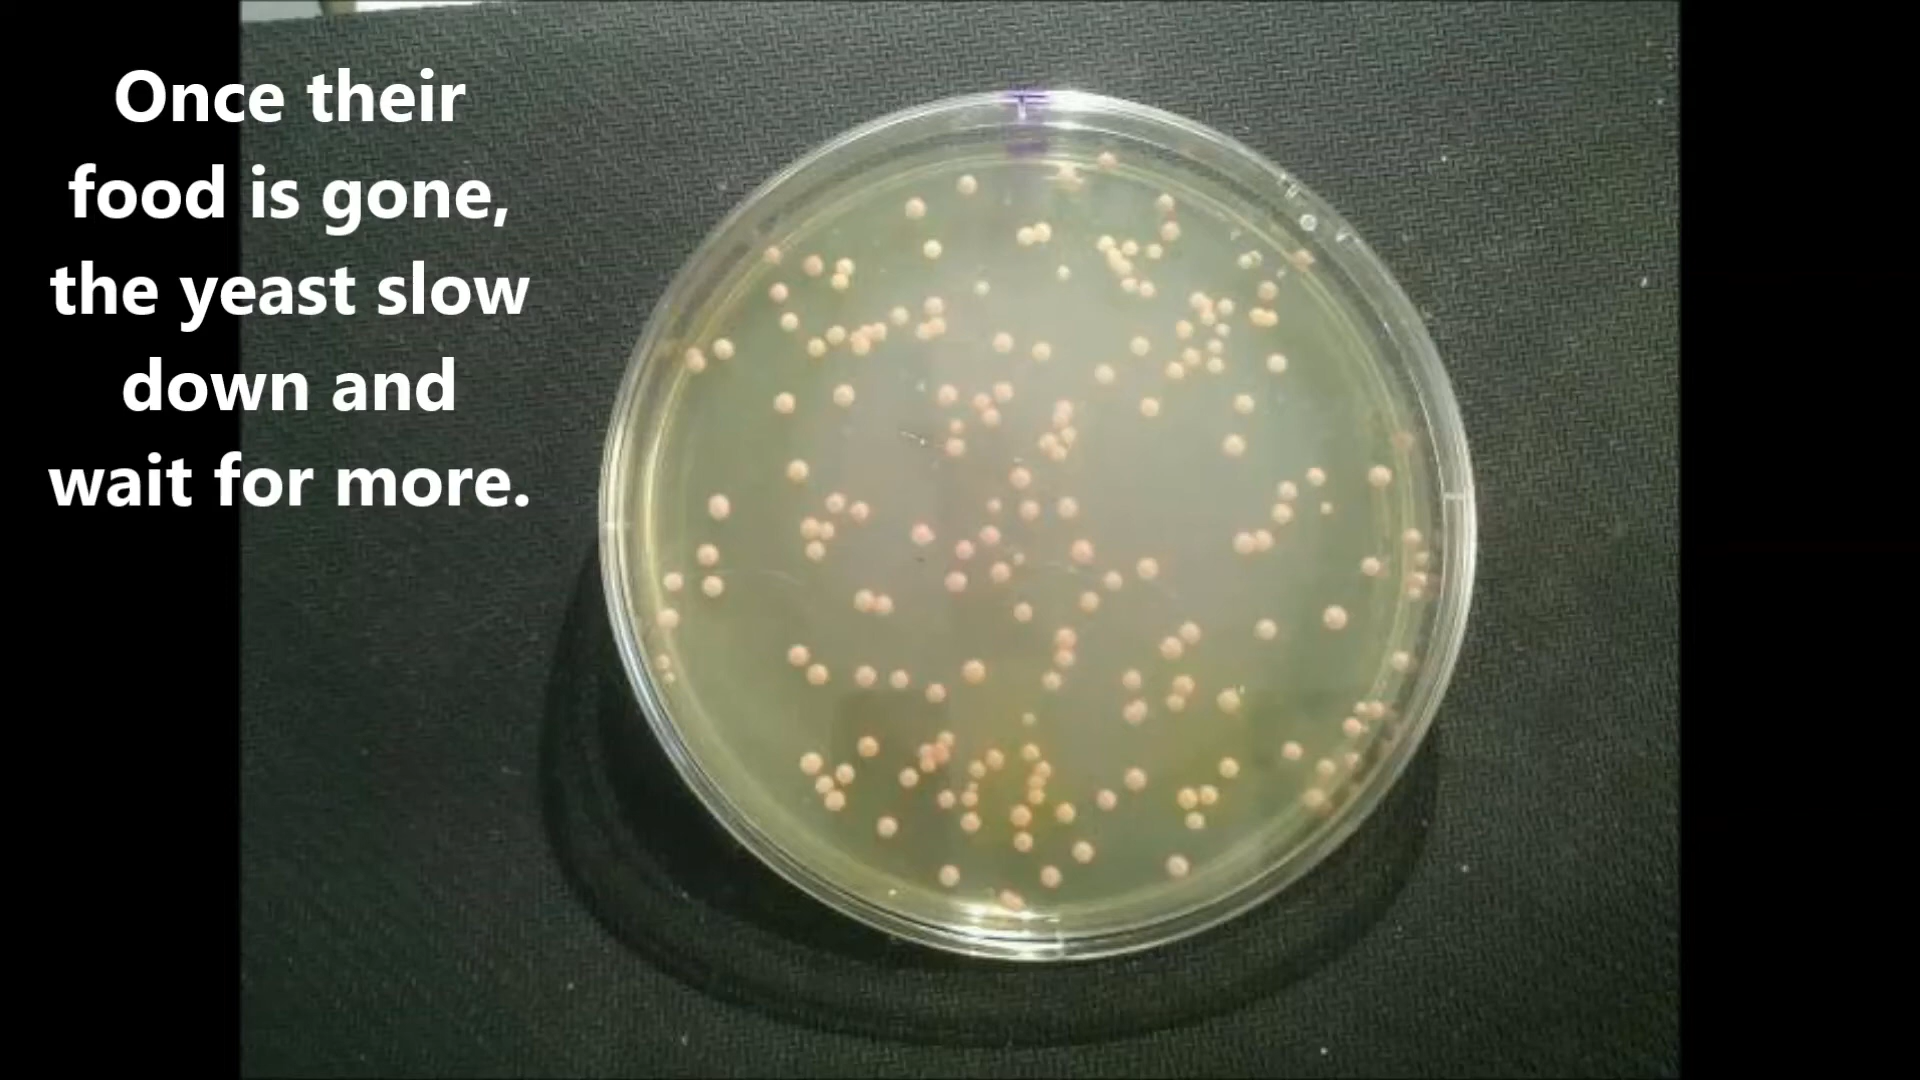 Once their
food is gone,
the yeast slow
down and
wait for more.